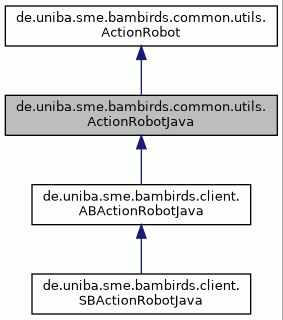 de.uniba.sme.bambirds.common.utils.
ActionRobot
de.uniba.sme.bambirds.common.utils.
ActionRobotJava
de.uniba.sme.bambirds.client.
ABActionRobotJava
de.uniba.sme.bambirds.client.
SBActionRobotJava